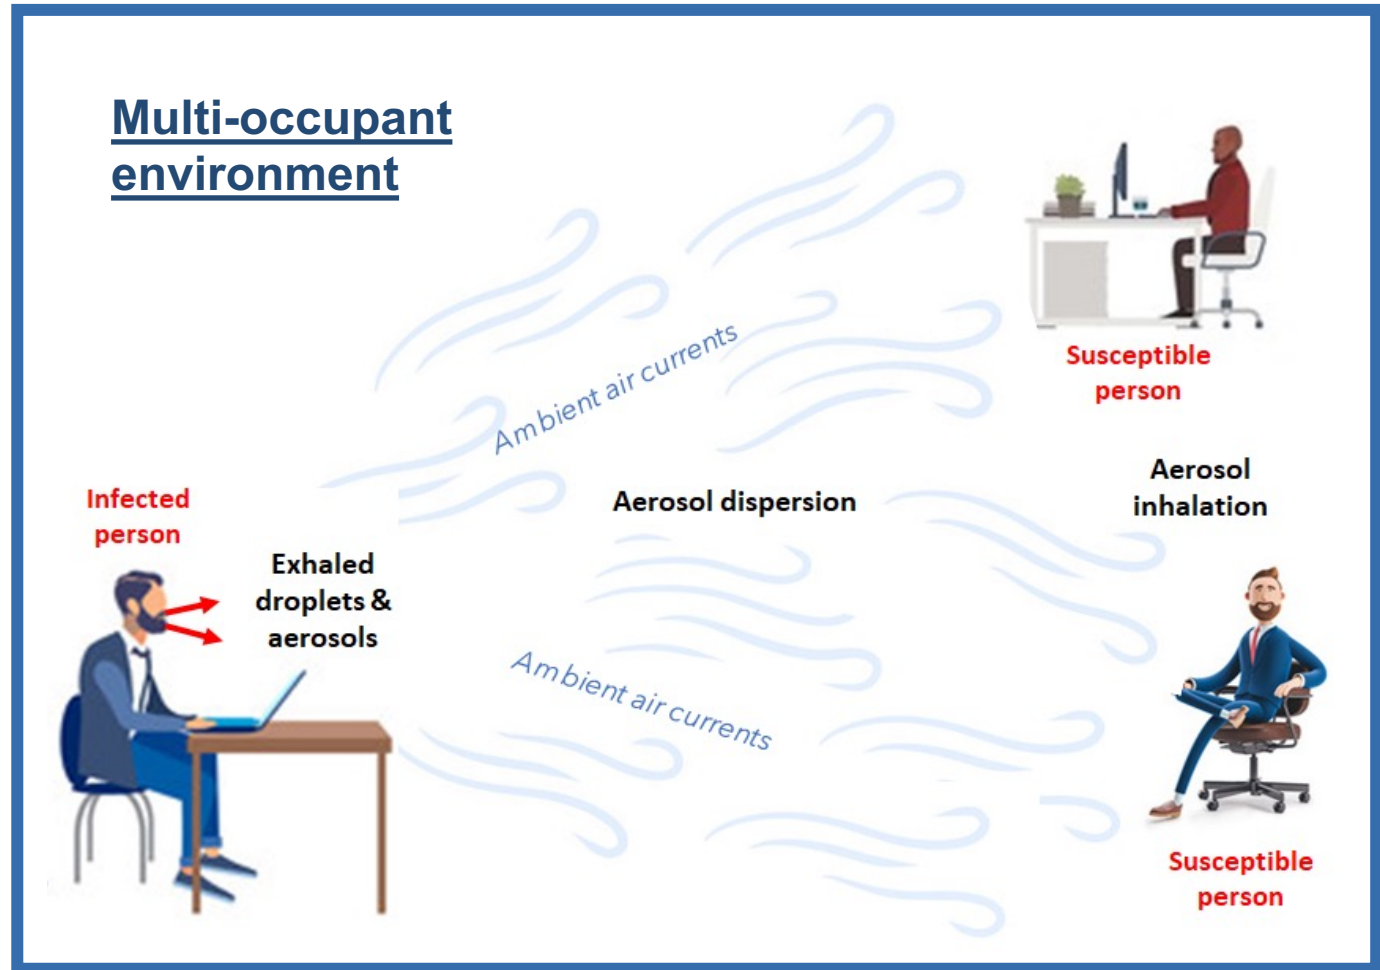 Multi-occupant
environment
Ambient air currents
Susceptible
person
Infected
person
Exhaled
droplets &
aerosols
Aerosol dispersion
Aerosol
inhalation
Ambient air currents
Susceptible
person